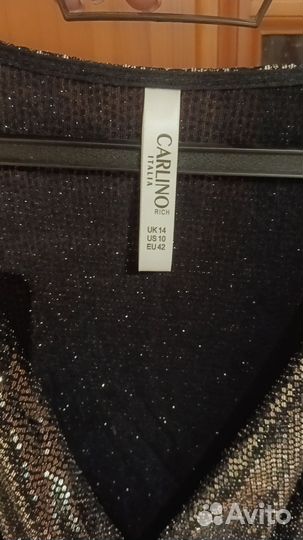 CARLINO
ITALIA RICH
UK 14
US 10
EU 42
Avito